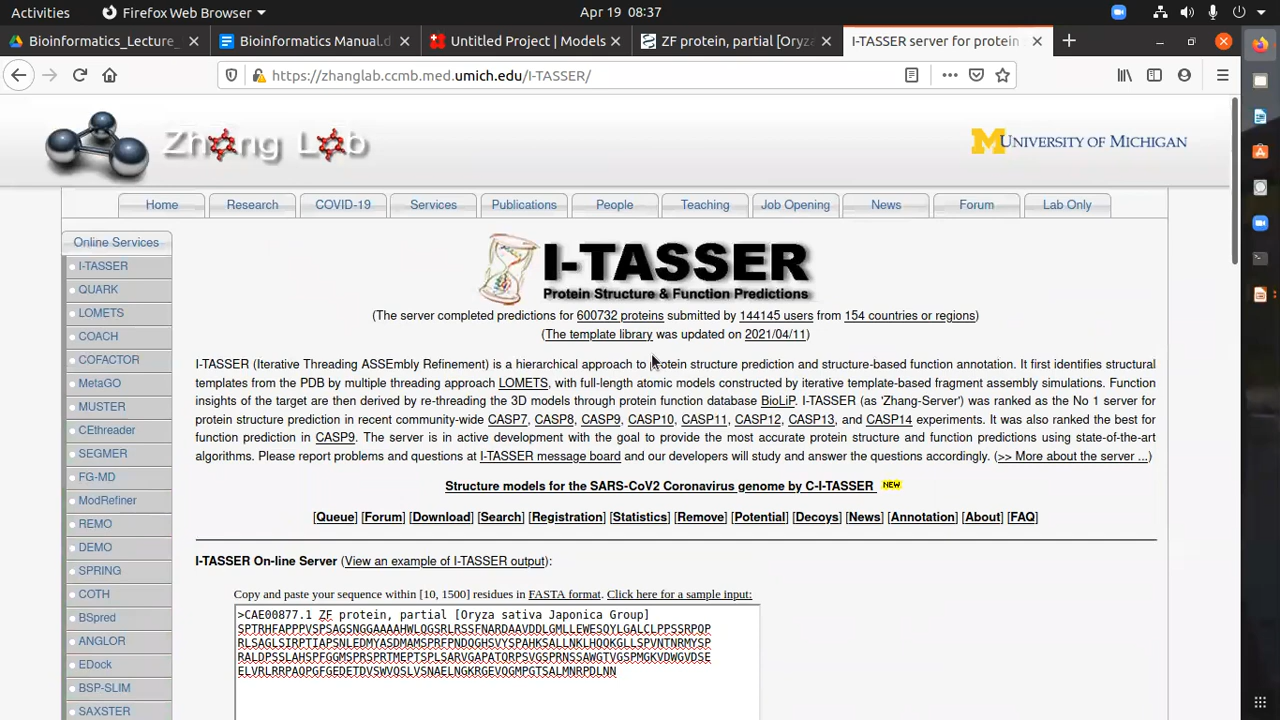 Activities Firefox Web Browser Apr 19 08:37
Bioinformatics_Lecture_ Bioinformatics Manual.d Untitled Project | Models ZF protein, partial [Oryza I-TASSER server for protein
https://zhanglab.ccmb.med.umich.edu/I-TASSER/
Zhang Lab
M UNIVERSITY OF MICHIGAN
Home Research COVID-19 Services Publications People Teaching Job Opening News Forum Lab Only
Online Services
I-TASSER
QUARK
LOMETS
COACH
COFACTOR
MetaGO
MUSTER
CEthreader
SEGMER
FG-MD
ModRefiner
REMO
DEMO
SPRING
COTH
BSpred
ANGLOR
EDock
BSP-SLIM
SAXSTER
I-TASSER
Protein Structure & Function Predictions
(The server completed predictions for 600732 proteins submitted by 144145 users from 154 countries or regions)
(The template library was updated on 2021/04/11)
I-TASSER (Iterative Threading ASSEmbly Refinement) is a hierarchical approach to protein structure prediction and structure-based function annotation. It first identifies structural
templates from the PDB by multiple threading approach LOMETS, with full-length atomic models constructed by iterative template-based fragment assembly simulations. Function
insights of the target are then derived by re-threading the 3D models through protein function database BioLiP. I-TASSER (as 'Zhang-Server') was ranked as the No 1 server for
protein structure prediction in recent community-wide CASP7, CASP8, CASP9, CASP10, CASP11, CASP12, CASP13, and CASP14 experiments. It was also ranked the best for
function prediction in CASP9. The server is in active development with the goal to provide the most accurate protein structure and function predictions using state-of-the-art
algorithms. Please report problems and questions at I-TASSER message board and our developers will study and answer the questions accordingly. (>> More about the server ...)
Structure models for the SARS-CoV2 Coronavirus genome by C-I-TASSER NEW
[Queue] [Forum] [Download] [Search] [Registration] [Statistics] [Remove] [Potential] [Decoys] [News] [Annotation] [About] [FAQ]
I-TASSER On-line Server (View an example of I-TASSER output):
Copy and paste your sequence within [10, 1500] residues in FASTA format. Click here for a sample input:
>CAE00877.1 ZF protein, partial [Oryza sativa Japonica Group]
SPTRHFAPPPVSPSAGSNGGAAAAHWLQGSRLRSSFNARDAAVDDLGMLLEWESQYLGALCLPPSSRPQP
RLSAGLSIRPTIAPSNLEDMYASDMAMSPRFPNDQGHSVYSPAHKSALLNKLHQQKGLLSPVNTNRMYSP
RALDPSSLAHSPFGGMSPRSPRTMEPTSPLSARVGAPATQRPSVGSPRNSSAWGTVGSPMGKVDWGVDSE
ELVRLRRPAQPGFGEDETDVSWVQSLVSNAELNGKRGEVQGMPGTSALMNRPDLNN